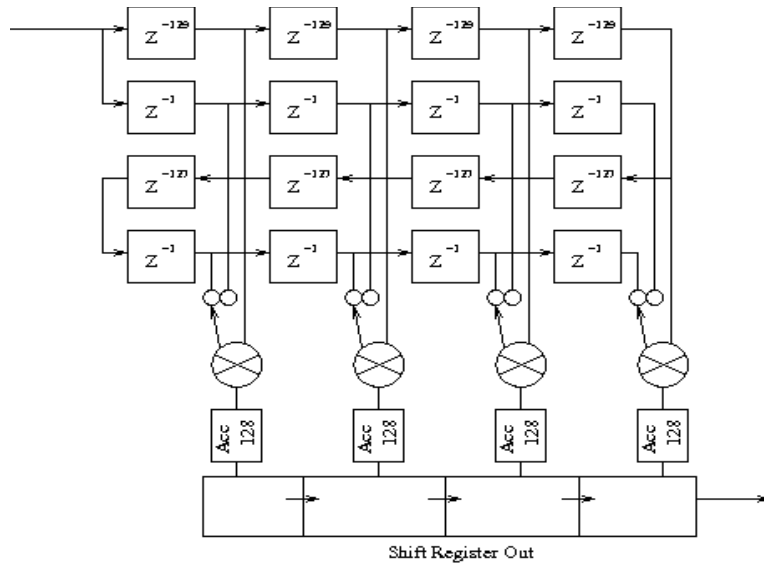 z⁻¹²⁹ z⁻¹²⁹ z⁻¹²⁹ z⁻¹²⁹
z⁻¹ z⁻¹ z⁻¹ z⁻¹
z⁻¹²⁷ z⁻¹²⁷ z⁻¹²⁷ z⁻¹²⁷
z⁻¹ z⁻¹ z⁻¹ z⁻¹
Acc 128 Acc 128 Acc 128 Acc 128
Shift Register Out